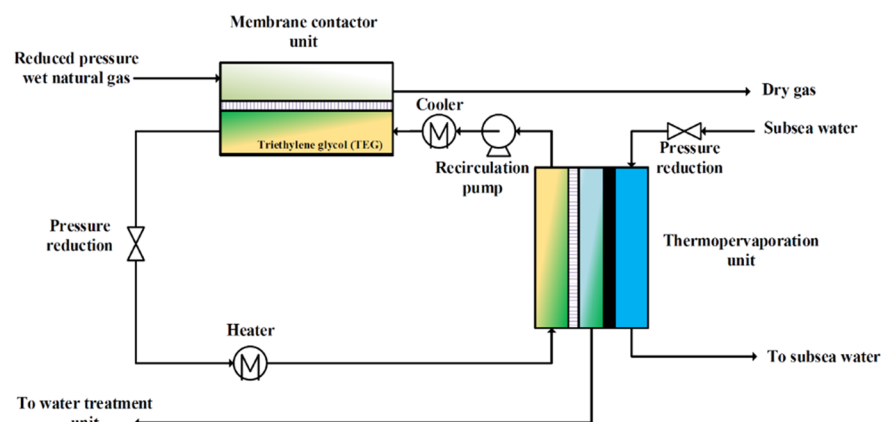 Membrane contactor
unit
Reduced pressure
wet natural gas
Dry gas
Cooler
Subsea water
Triethylene glycol (TEG)
Recirculation
pump
Pressure
reduction
Pressure
reduction
Thermopervaporation
unit
Heater
To subsea water
To water treatment
unit